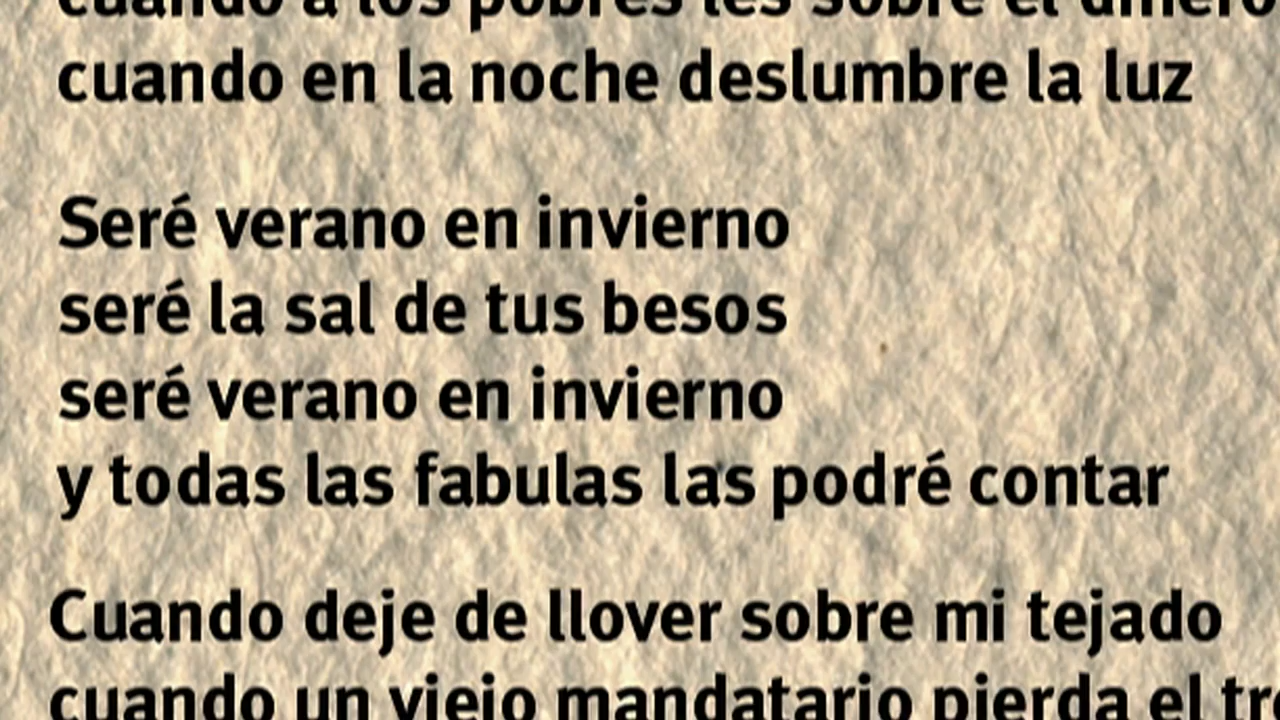 cuando a los pobres les sobre el dinero
cuando en la noche deslumbre la luz
Seré verano en invierno
seré la sal de tus besos
seré verano en invierno
y todas las fabulas las podré contar
Cuando deje de llover sobre mi tejado
cuando un viejo mandatario pierda el